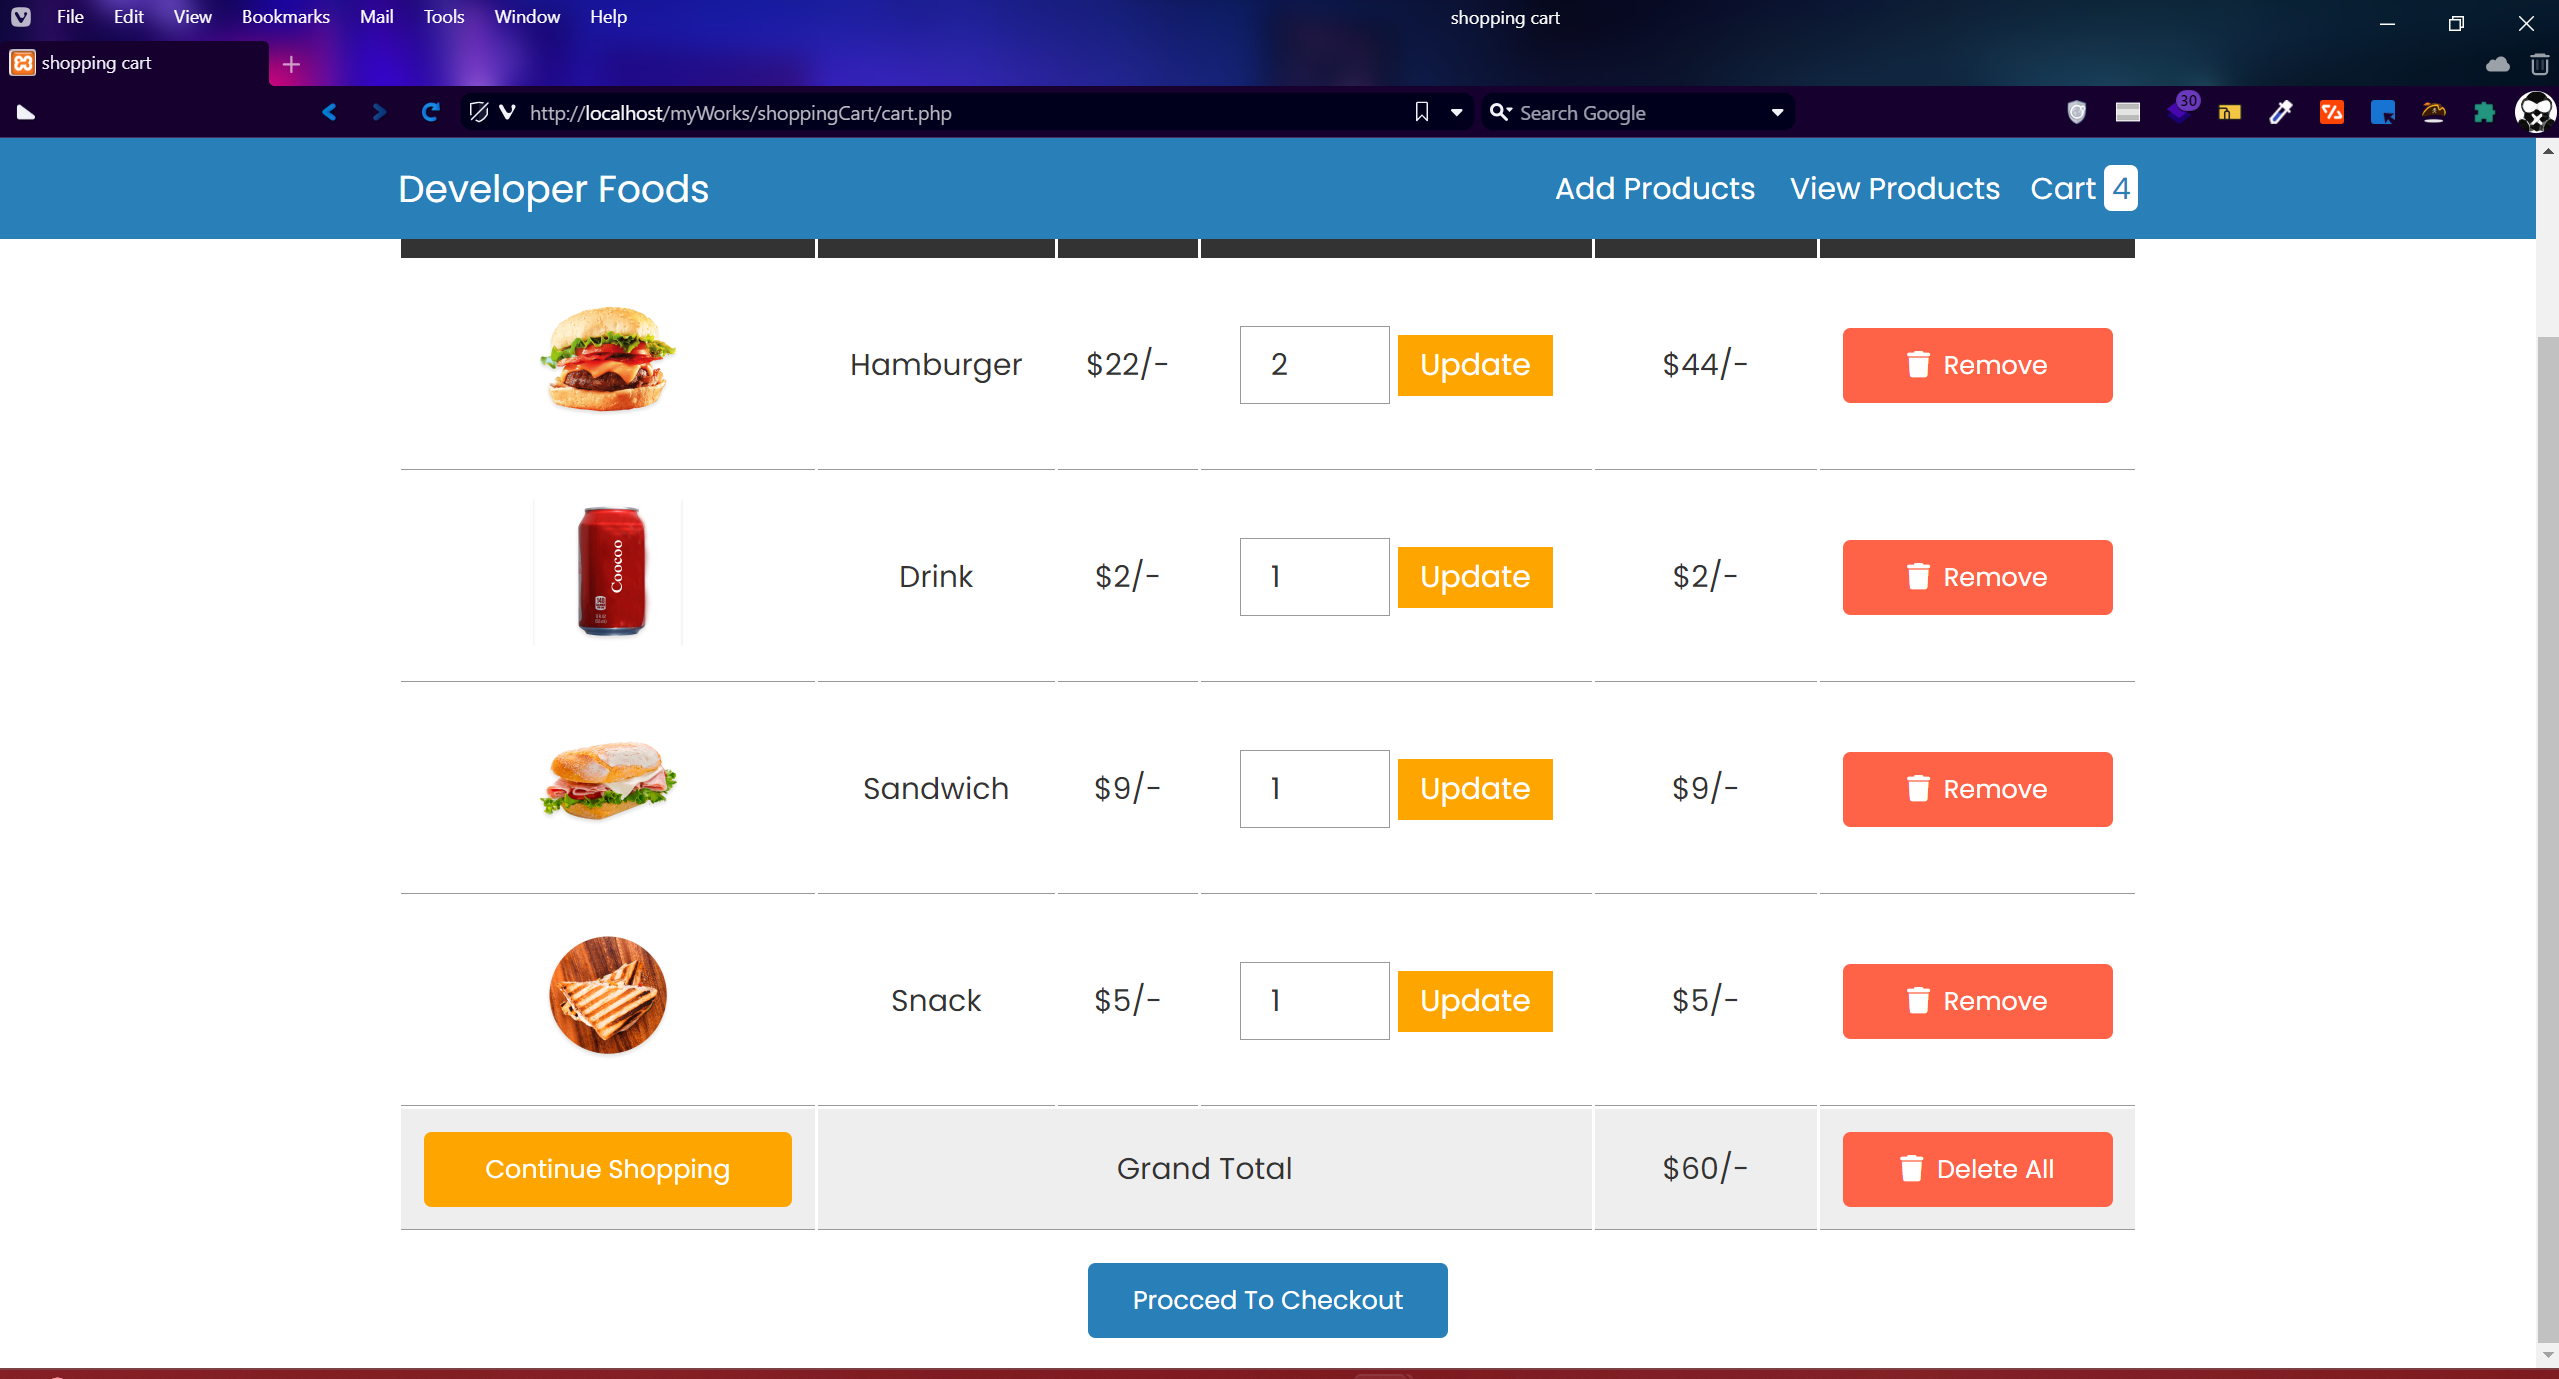 File Edit View Bookmarks Mail Tools Window Help
shopping cart
shopping cart
http://localhost/myWorks/shoppingCart/cart.php
Search Google
30
Developer Foods
Add Products View Products Cart 4
Hamburger $22/- 2 Update $44/- Remove
Coocoo
Drink $2/- 1 Update $2/- Remove
Sandwich $9/- 1 Update $9/- Remove
Snack $5/- 1 Update $5/- Remove
Continue Shopping Grand Total $60/- Delete All
Procced To Checkout